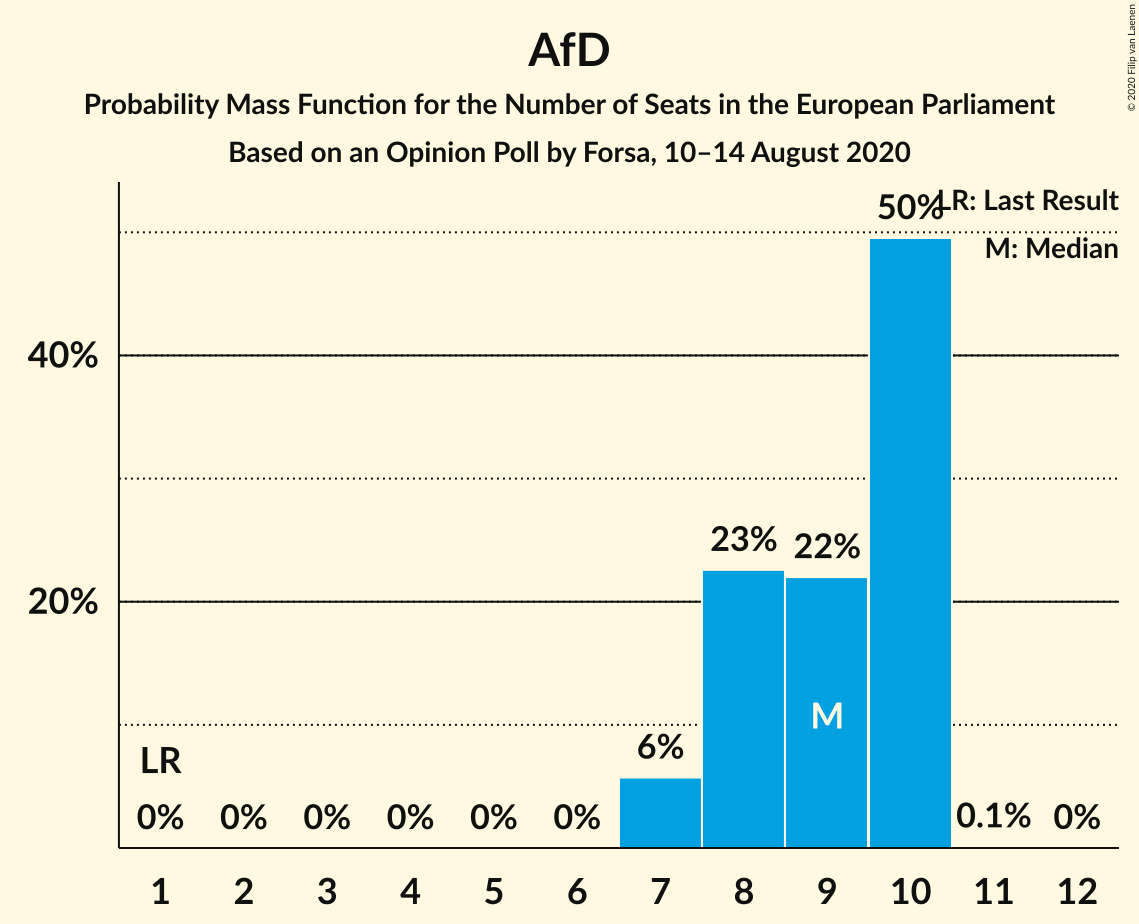 © 2020 Filip van Laenen
AfD
Probability Mass Function for the Number of Seats in the European Parliament
Based on an Opinion Poll by Forsa, 10–14 August 2020
LR: Last Result
M: Median
50%
40%
23%
22%
20%
M
6%
LR
0% 0% 0% 0% 0% 0% 0.1% 0%
1 2 3 4 5 6 7 8 9 10 11 12